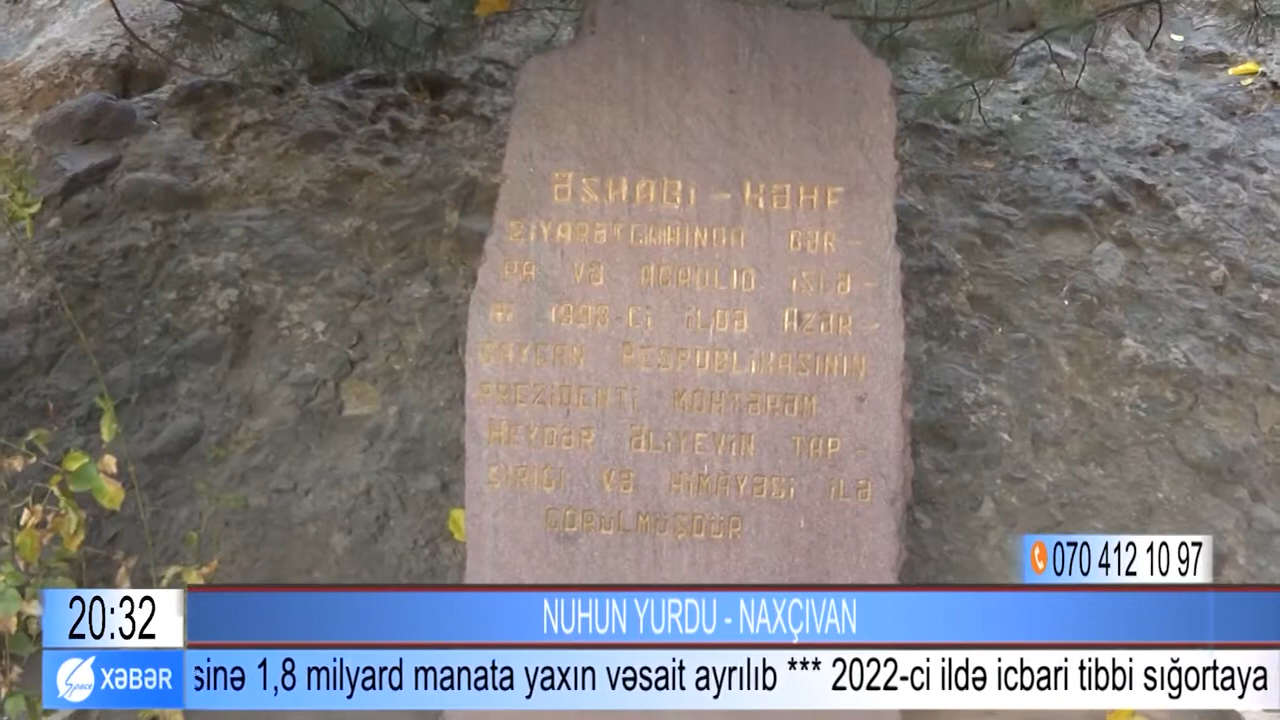 ƏSHABİ - KƏHF
ZİYARƏTGAHINDA BƏR -
PA VƏ ABADLIQ İŞLƏ -
Rİ 1998-Cİ İLDƏ AZƏR -
BAYCAN RESPUBLİKASININ
PREZİDENTİ MÖHTƏRƏM
HEYDƏR ƏLİYEVİN TAP -
ŞIRIĞI VƏ HİMAYƏSİ İLƏ
GÖRÜLMÜŞDÜR
070 412 10 97
20:32
NUHUN YURDU - NAXÇIVAN
Space XƏBƏR
sinə 1,8 milyard manata yaxın vəsait ayrılıb *** 2022-ci ildə icbari tibbi sığortaya